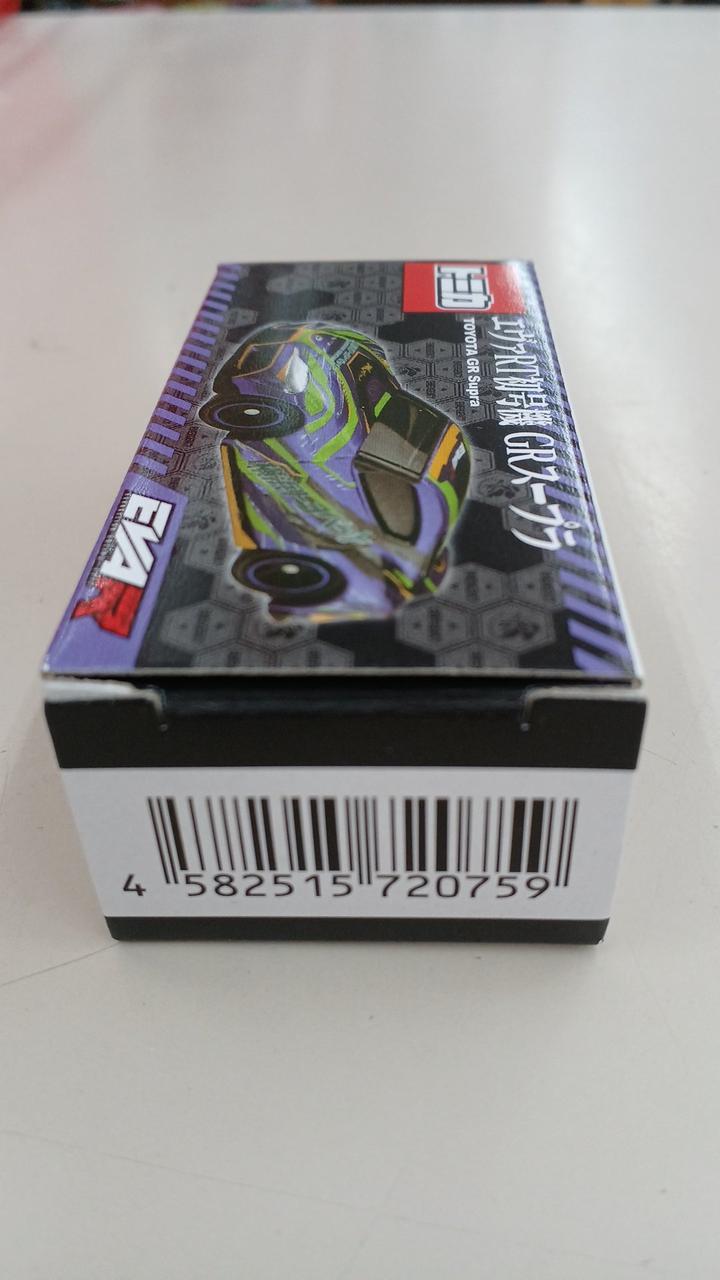 トミカ
エヴァRT初号機 GRスープラ
TOYOTA GR Supra
EVA
4 582515 720759